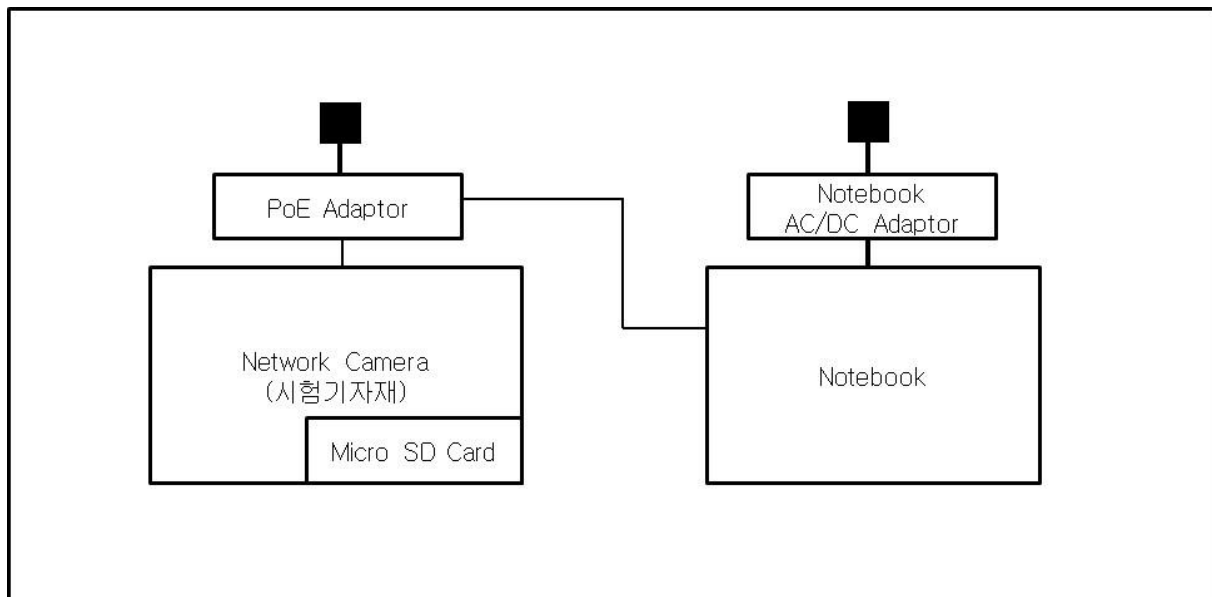 PoE Adaptor
Notebook
AC/DC Adaptor
Network Camera
(시험기자재)
Micro SD Card
Notebook